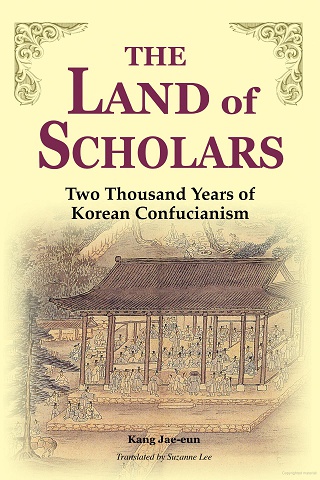 THE
LAND of
SCHOLARS
Two Thousand Years of
Korean Confucianism
Kang Jae-eun
Translated by Suzanne Lee